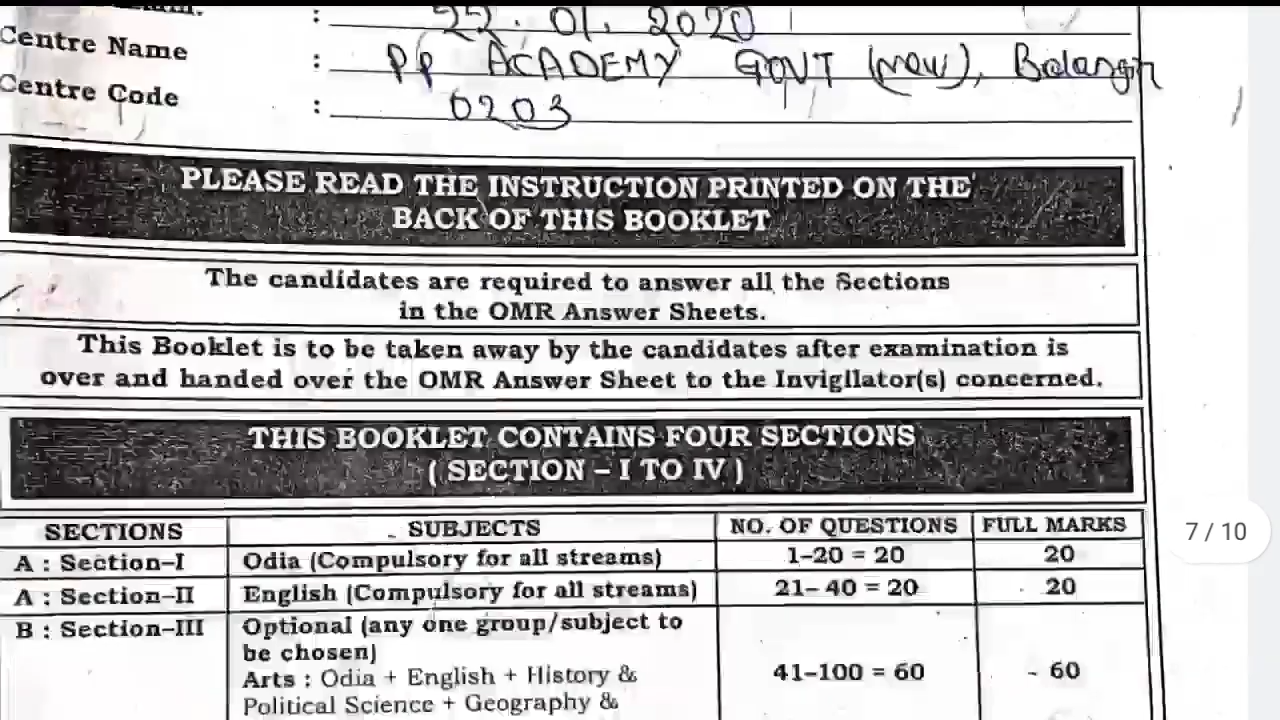 : 22.01.2020
Centre Name : PP ACADEMY GOVT (new), Balangir
Centre Code : 0203
PLEASE READ THE INSTRUCTION PRINTED ON THE
BACK OF THIS BOOKLET
The candidates are required to answer all the Sections
in the OMR Answer Sheets.
This Booklet is to be taken away by the candidates after examination is
over and handed over the OMR Answer Sheet to the Invigilator(s) concerned.
THIS BOOKLET CONTAINS FOUR SECTIONS
( SECTION – I TO IV )
SECTIONS SUBJECTS NO. OF QUESTIONS FULL MARKS
A : Section–I Odia (Compulsory for all streams) 1–20 = 20 20
A : Section–II English (Compulsory for all streams) 21– 40 = 20 20
B : Section–III Optional (any one group/subject to
be chosen)
Arts : Odia + English + History & 41–100 = 60 60
Political Science + Geography &
7 / 10